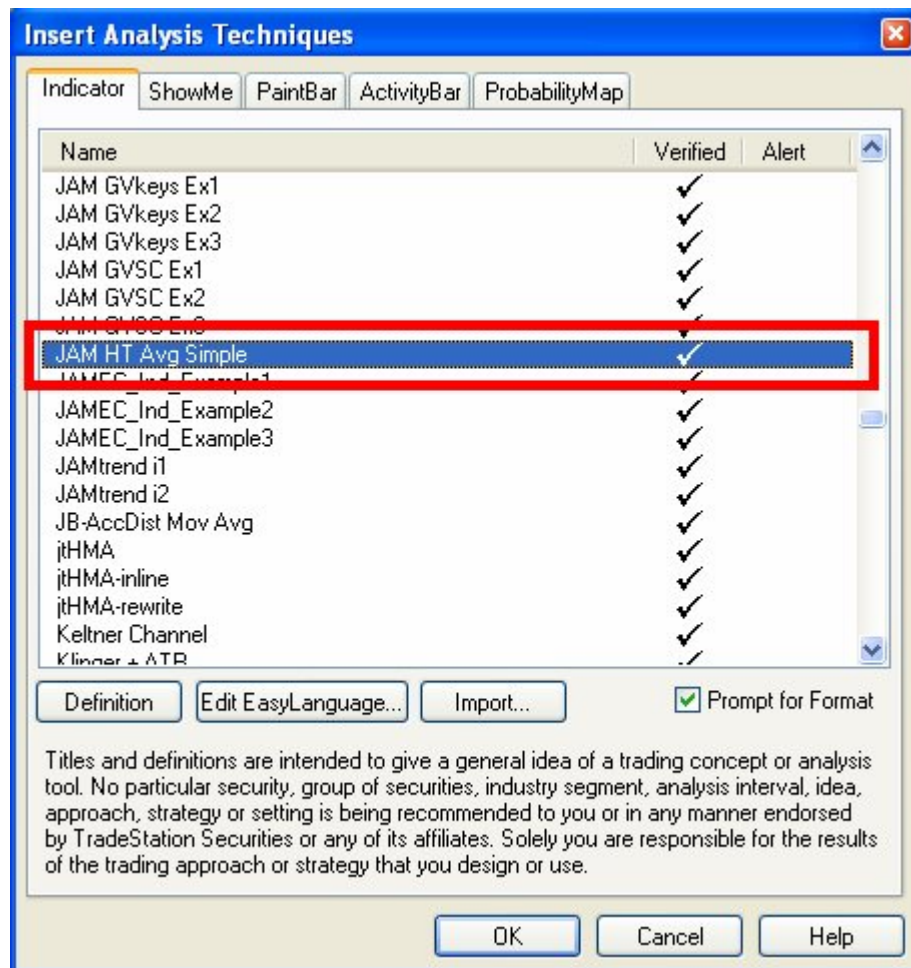 Insert Analysis Techniques
Indicator ShowMe PaintBar ActivityBar ProbabilityMap
Name Verified Alert
JAM GVkeys Ex1
JAM GVkeys Ex2
JAM GVkeys Ex3
JAM GVSC Ex1
JAM GVSC Ex2
JAM GVSC Ex3
JAM HT Avg Simple
JAMEC_Ind_Example1
JAMEC_Ind_Example2
JAMEC_Ind_Example3
JAMtrend i1
JAMtrend i2
JB-AccDist Mov Avg
jtHMA
jtHMA-inline
jtHMA-rewrite
Keltner Channel
Klinger + ATR
Definition Edit EasyLanguage... Import... Prompt for Format
Titles and definitions are intended to give a general idea of a trading concept or analysis
tool. No particular security, group of securities, industry segment, analysis interval, idea,
approach, strategy or setting is being recommended to you or in any manner endorsed
by TradeStation Securities or any of its affiliates. Solely you are responsible for the results
of the trading approach or strategy that you design or use.
OK Cancel Help